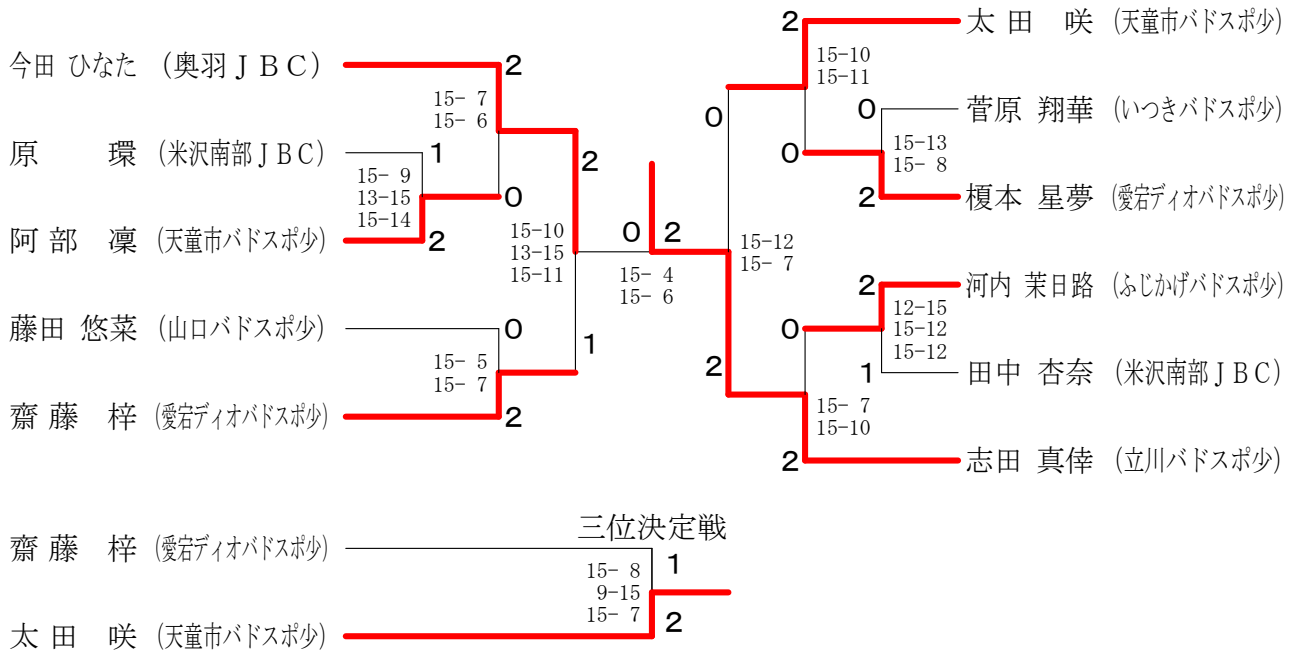 今田 ひなた (奥羽ＪＢＣ)
2
15- 7
15- 6
原 環 (米沢南部ＪＢＣ)
1
15- 9
13-15
15-14
0
阿部 凜 (天童市バドスポ少)
2
2
15-10
13-15
15-11
藤田 悠菜 (山口バドスポ少)
0
15- 5
15- 7
1
齋藤 梓 (愛宕ディオバドスポ少)
2
0 2
15- 4
15- 6
2 太田 咲 (天童市バドスポ少)
15-10
15-11
0
0 菅原 翔華 (いつきバドスポ少)
15-13
15- 8
0
2 榎本 星夢 (愛宕ディオバドスポ少)
15-12
15- 7
2 河内 茉日路 (ふじかげバドスポ少)
12-15
15-12
15-12
0
1 田中 杏奈 (米沢南部ＪＢＣ)
2
15- 7
15-10
2 志田 真倖 (立川バドスポ少)
三位決定戦
齋藤 梓 (愛宕ディオバドスポ少)
1
15- 8
9-15
15- 7
太田 咲 (天童市バドスポ少)
2